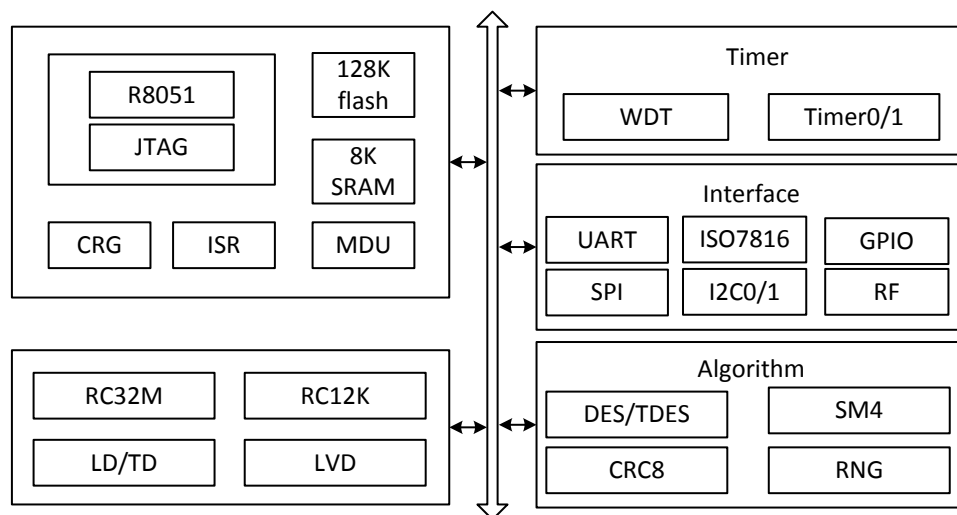 R8051
JTAG
128K
flash
8K
SRAM
CRG
ISR
MDU
RC32M
RC12K
LD/TD
LVD
Timer
WDT
Timer0/1
Interface
UART
ISO7816
GPIO
SPI
I2C0/1
RF
Algorithm
DES/TDES
SM4
CRC8
RNG